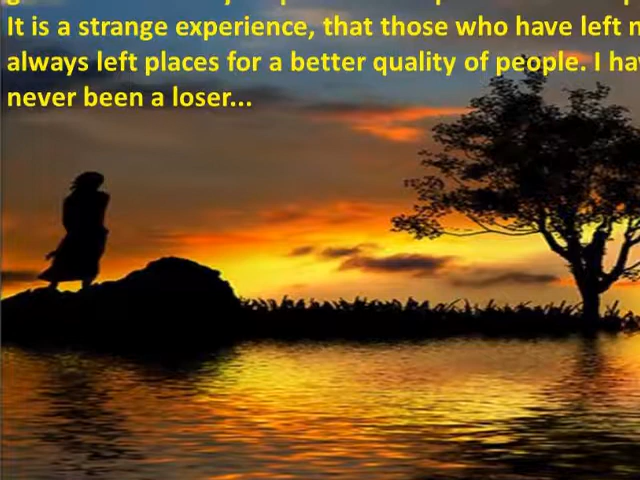 It is a strange experience, that those who have left
always left places for a better quality of people. I
never been a loser...